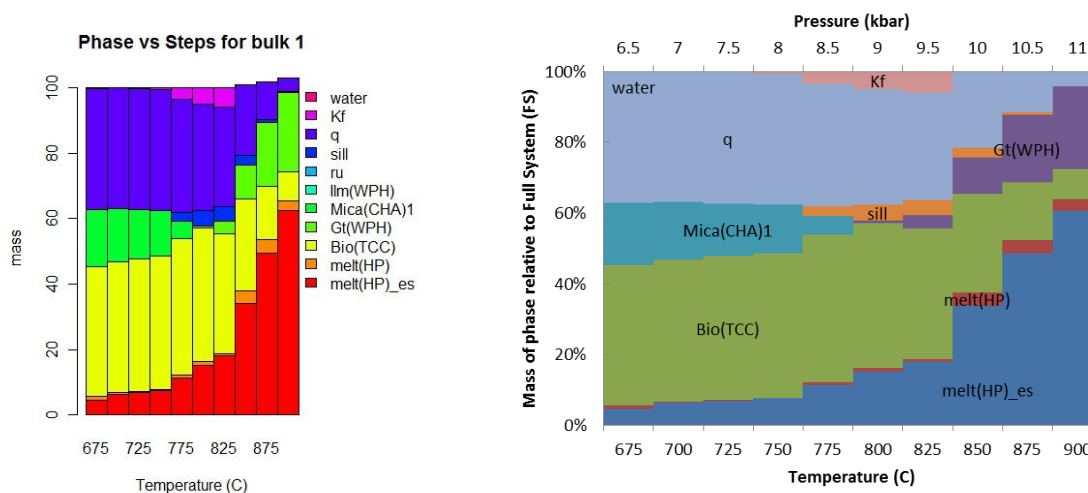 Phase vs Steps for bulk 1
mass
0
20
40
60
80
100
675
725
775
825
875
Temperature (C)
water
Kf
q
sill
ru
Ilm(WPH)
Mica(CHA)1
Gt(WPH)
Bio(TCC)
melt(HP)
melt(HP)_es
Pressure (kbar)
6.5 7 7.5 8 8.5 9 9.5 10 10.5 11
Mass of phase relative to Full System (FS)
100%
80%
60%
40%
20%
0%
water
Kf
q
Gt(WPH)
sill
Mica(CHA)1
Bio(TCC)
melt(HP)
melt(HP)_es
675 700 725 750 775 800 825 850 875 900
Temperature (C)